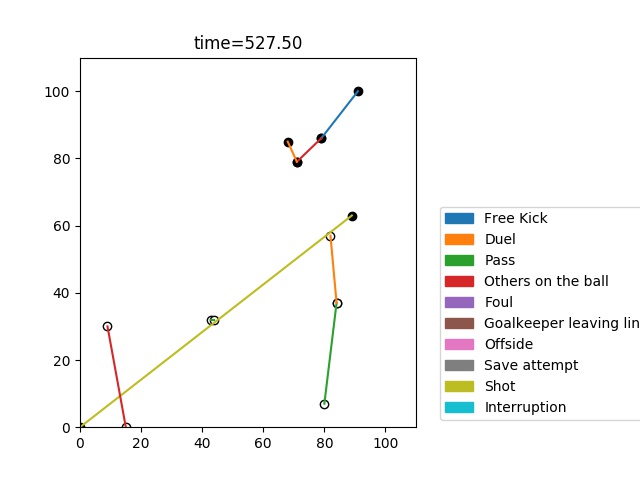 time=527.50
100
80
60
40
20
0
0 20 40 60 80 100
Free Kick
Duel
Pass
Others on the ball
Foul
Goalkeeper leaving lin
Offside
Save attempt
Shot
Interruption